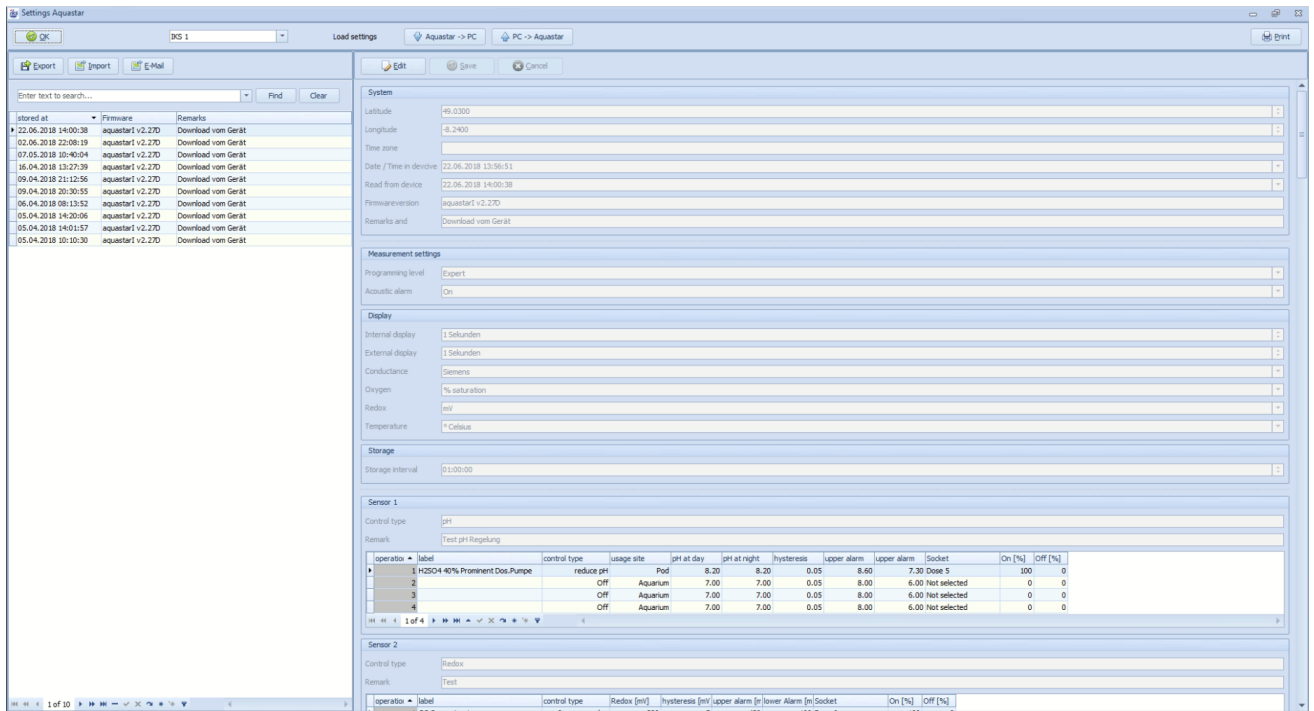 Settings Aquastar
OK IKS 1 Load settings Aquastar -> PC PC -> Aquastar Print
Export Import E-Mail
Enter text to search... Find Clear
stored at Firmware Remarks
22.06.2018 14:00:38 aquastarI v2.27D Download vom Gerät
02.06.2018 22:08:19 aquastarI v2.27D Download vom Gerät
07.05.2018 10:40:04 aquastarI v2.27D Download vom Gerät
16.04.2018 13:27:39 aquastarI v2.27D Download vom Gerät
09.04.2018 21:12:56 aquastarI v2.27D Download vom Gerät
09.04.2018 20:30:55 aquastarI v2.27D Download vom Gerät
06.04.2018 08:13:52 aquastarI v2.27D Download vom Gerät
05.04.2018 14:20:06 aquastarI v2.27D Download vom Gerät
05.04.2018 14:01:57 aquastarI v2.27D Download vom Gerät
05.04.2018 10:10:30 aquastarI v2.27D Download vom Gerät
1 of 10
Edit Save Cancel
System
Latitude 49.0300
Longitude -8.2400
Time zone
Date / Time in devcive 22.06.2018 13:56:51
Read from device 22.06.2018 14:00:38
Firmwareversion aquastarI v2.27D
Remarks and Download vom Gerät
Measurement settings
Programming level Expert
Acoustic alarm On
Display
Internal display 1 Sekunden
External display 1 Sekunden
Conductance Siemens
Oxygen % saturation
Redox mV
Temperature ° Celsius
Storage
Storage interval 01:00:00
Sensor 1
Control type pH
Remark Test pH Regelung
operation label control type usage site pH at day pH at night hysteresis upper alarm upper alarm Socket On [%] Off [%]
1 H2SO4 40% Prominent Dos.Pumpe reduce pH Pod 8.20 8.20 0.05 8.60 7.30 Dose 5 100 0
2 Off Aquarium 7.00 7.00 0.05 8.00 6.00 Not selected 0 0
3 Off Aquarium 7.00 7.00 0.05 8.00 6.00 Not selected 0 0
4 Off Aquarium 7.00 7.00 0.05 8.00 6.00 Not selected 0 0
1 of 4
Sensor 2
Control type Redox
Remark Test
operation label control type Redox [mV] hysteresis [mV upper alarm [m lower Alarm [m Socket On [%] Off [%]